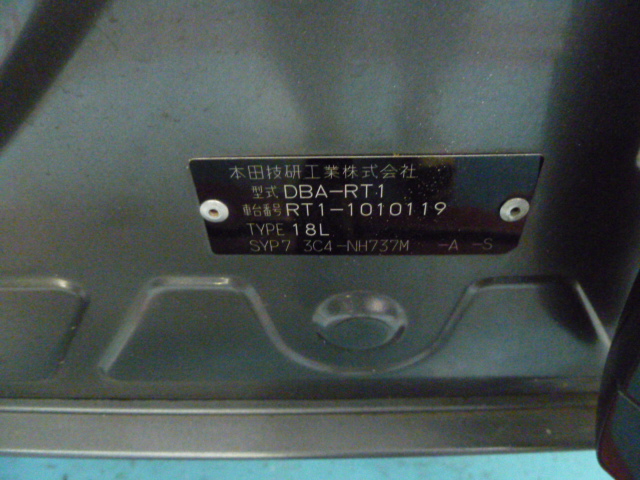 本田技研工業株式会社
型式 DBA-RT1
車台番号 RT1-1010119
TYPE 18L
SYP7 3C4-NH737M -A -S